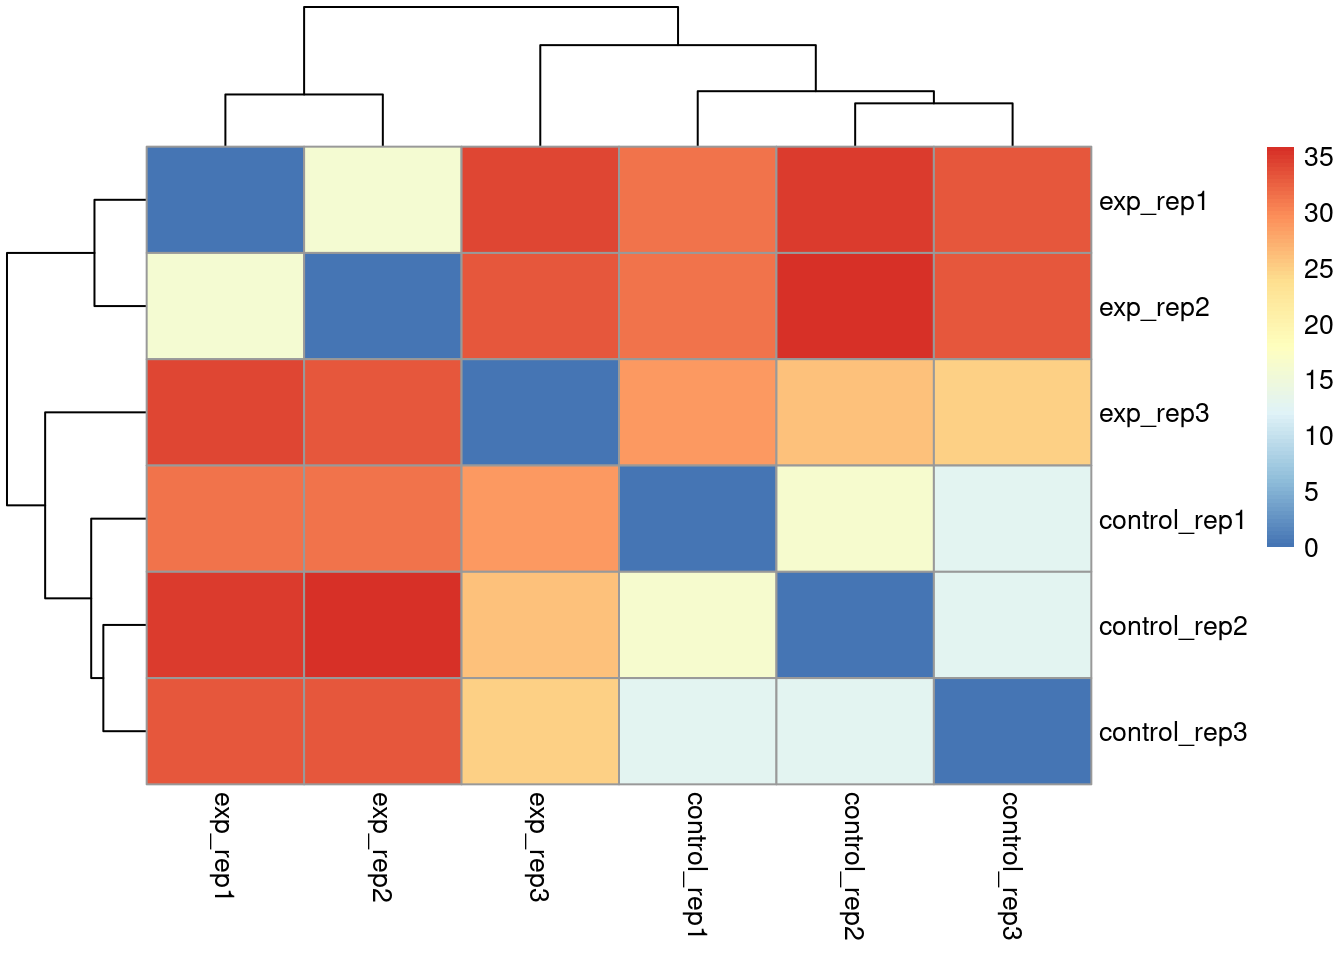 exp_rep1
exp_rep2
exp_rep3
control_rep1
control_rep2
control_rep3
35
30
25
20
15
10
5
0
exp_rep1
exp_rep2
exp_rep3
control_rep1
control_rep2
control_rep3